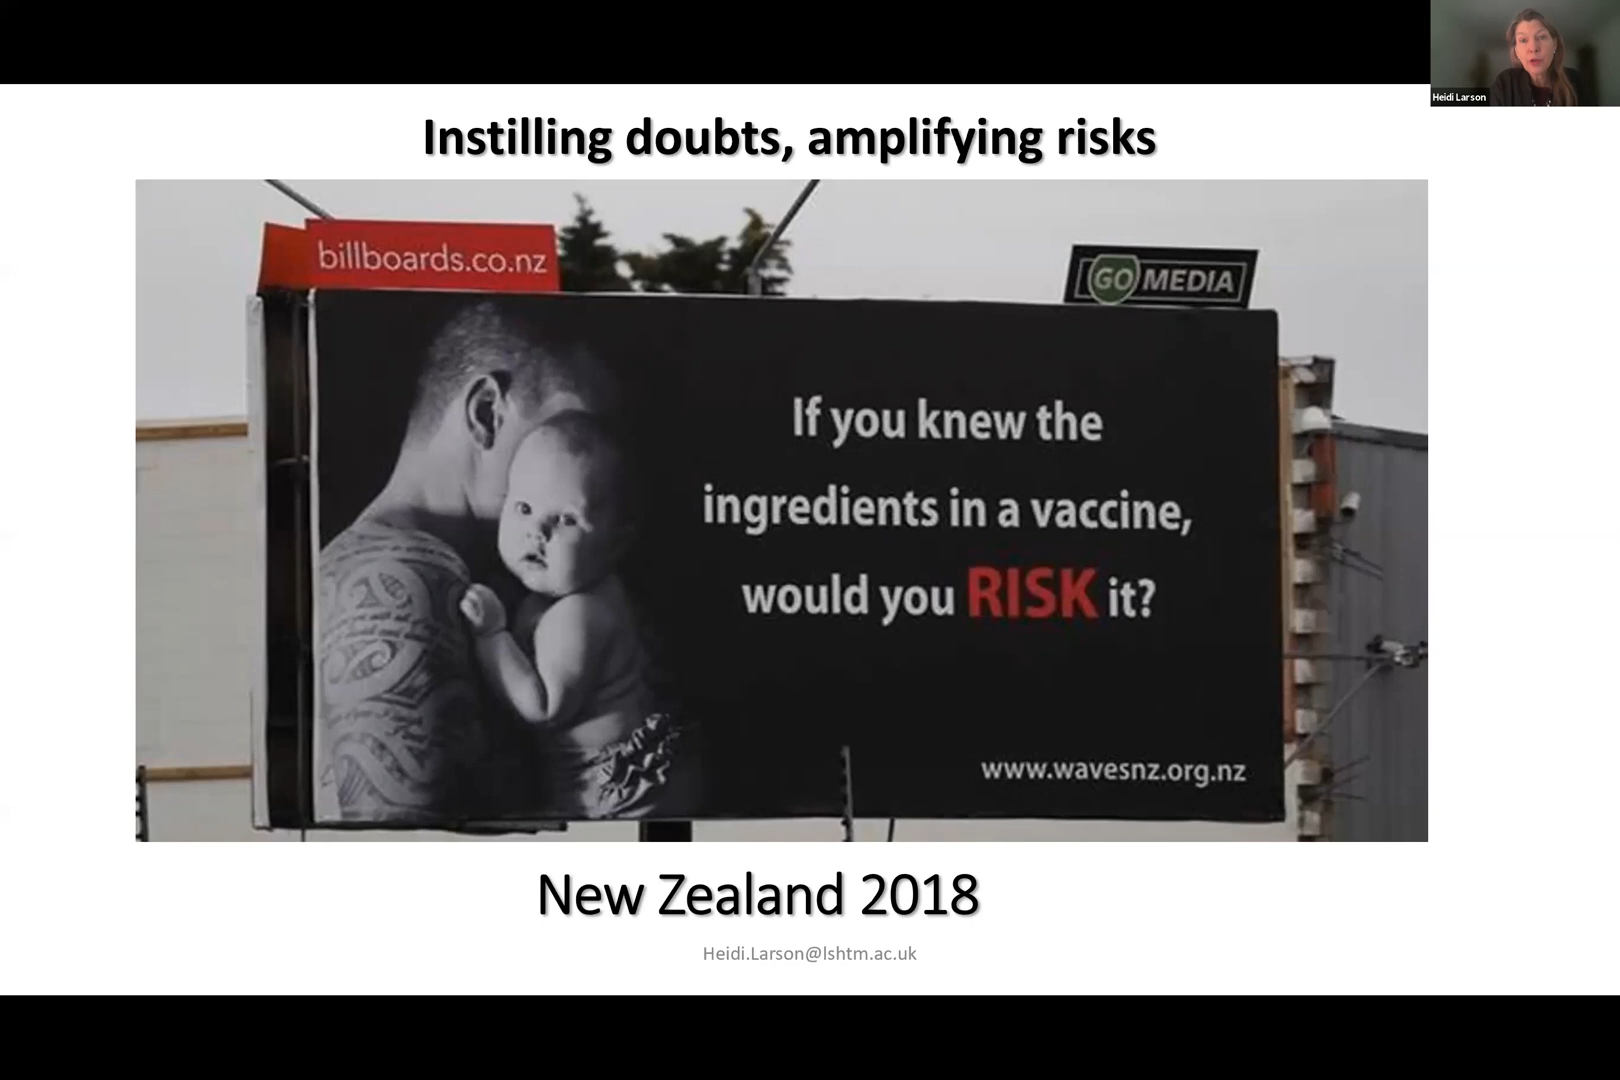 Heidi Larson
Instilling doubts, amplifying risks
billboards.co.nz
GO MEDIA
If you knew the
ingredients in a vaccine,
would you RISK it?
www.wavesnz.org.nz
New Zealand 2018
Heidi.Larson@lshtm.ac.uk